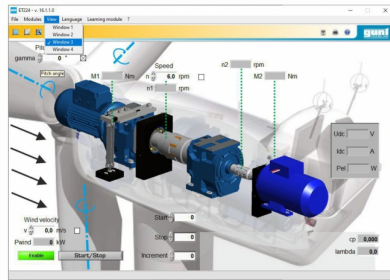 ET224 - v. 16.1.1.0
File Modules View Language Learning module ?
Window 1
Window 2
Window 3
Window 4
gunt
Pit
gamma 0 °
Pitch angle
M1 Nm
Speed
n 6,0 rpm
n1 rpm
n2 rpm
M2 Nm
Udc V
Idc A
Pel W
Wind velocity
v 0,0 m/s
Pwind 0 kW
Enable Start/Stop
Start 0
Stop 0
Increment 0
cp 0,000
lambda 0,0